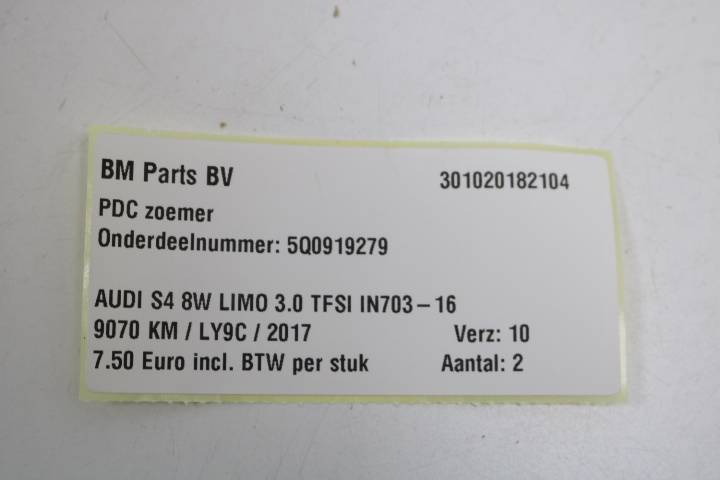 BM Parts BV 301020182104
PDC zoemer
Onderdeelnummer: 5Q0919279
AUDI S4 8W LIMO 3.0 TFSI IN703-16
9070 KM / LY9C / 2017 Verz: 10
7.50 Euro incl. BTW per stuk Aantal: 2